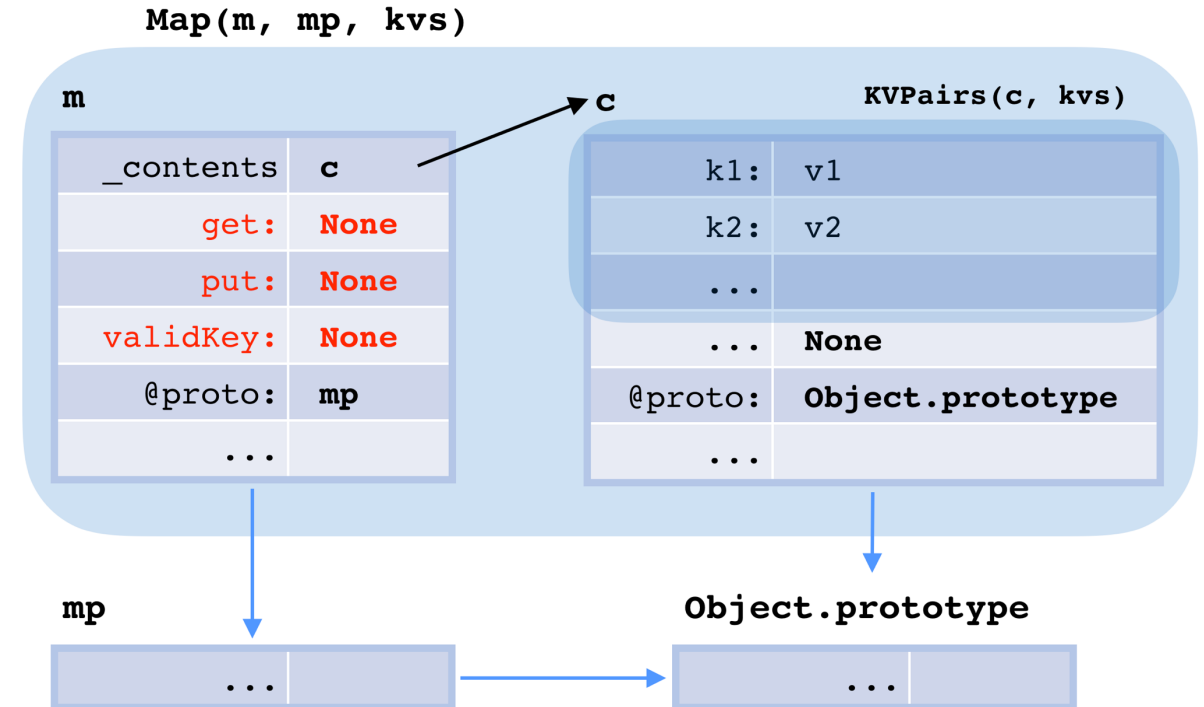 Map(m, mp, kvs)
m
_contents c
get: None
put: None
validKey: None
@proto: mp
...
c
KVPairs(c, kvs)
k1: v1
k2: v2
...
... None
@proto: Object.prototype
...
mp
...
Object.prototype
...